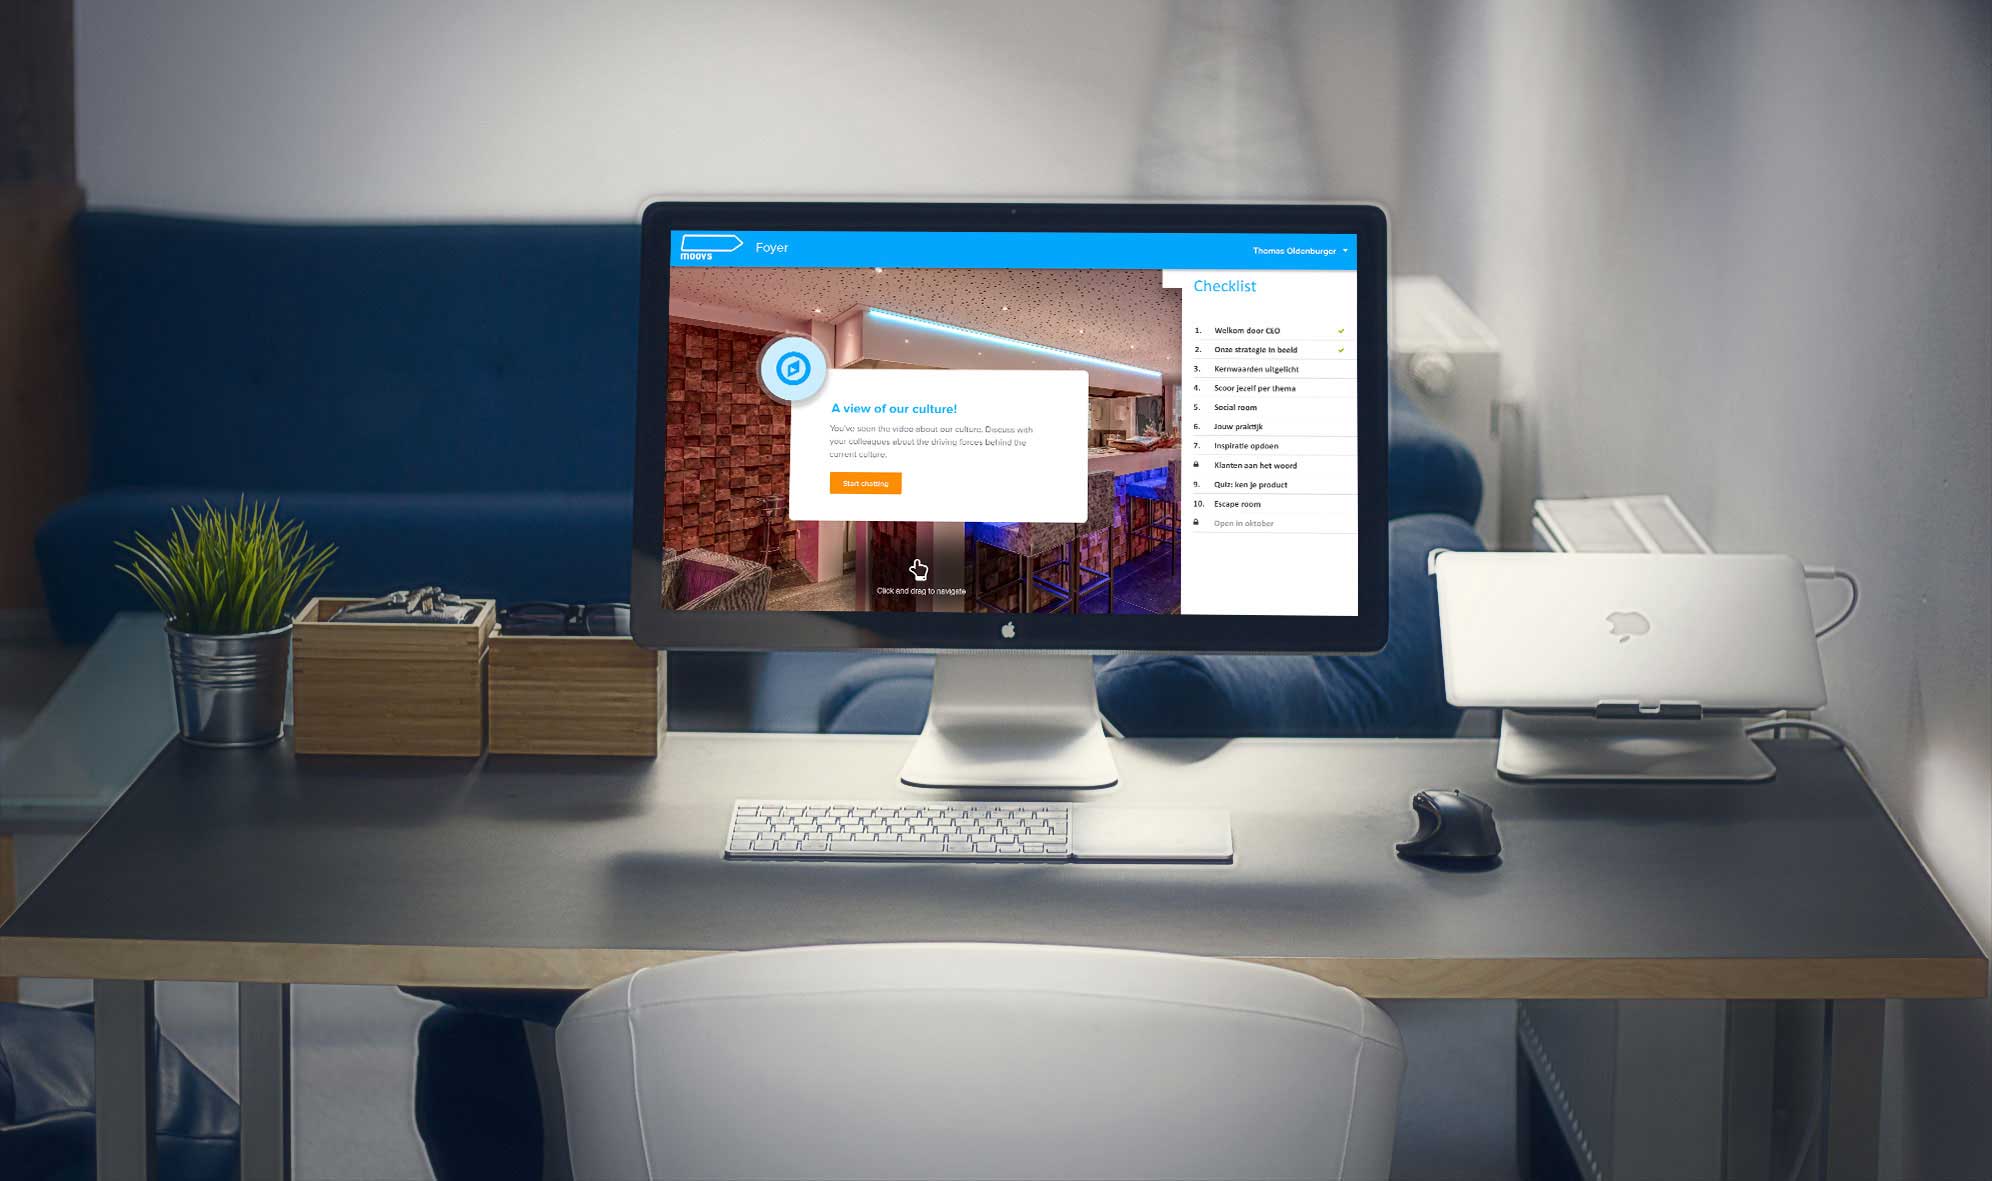 moovs
Foyer
Thomas Oldenburger
Checklist
1. Welkom door CEO
2. Onze strategie in beeld
3. Kernwaarden uitgelicht
4. Scoor jezelf per thema
5. Social room
6. Jouw praktijk
7. Inspiratie opdoen
Klanten aan het woord
9. Quiz: ken je product
10. Escape room
Open in oktober
A view of our culture!
You've seen the video about our culture. Discuss with
your colleagues about the driving forces behind the
current culture.
Start chatting
Click and drag to navigate